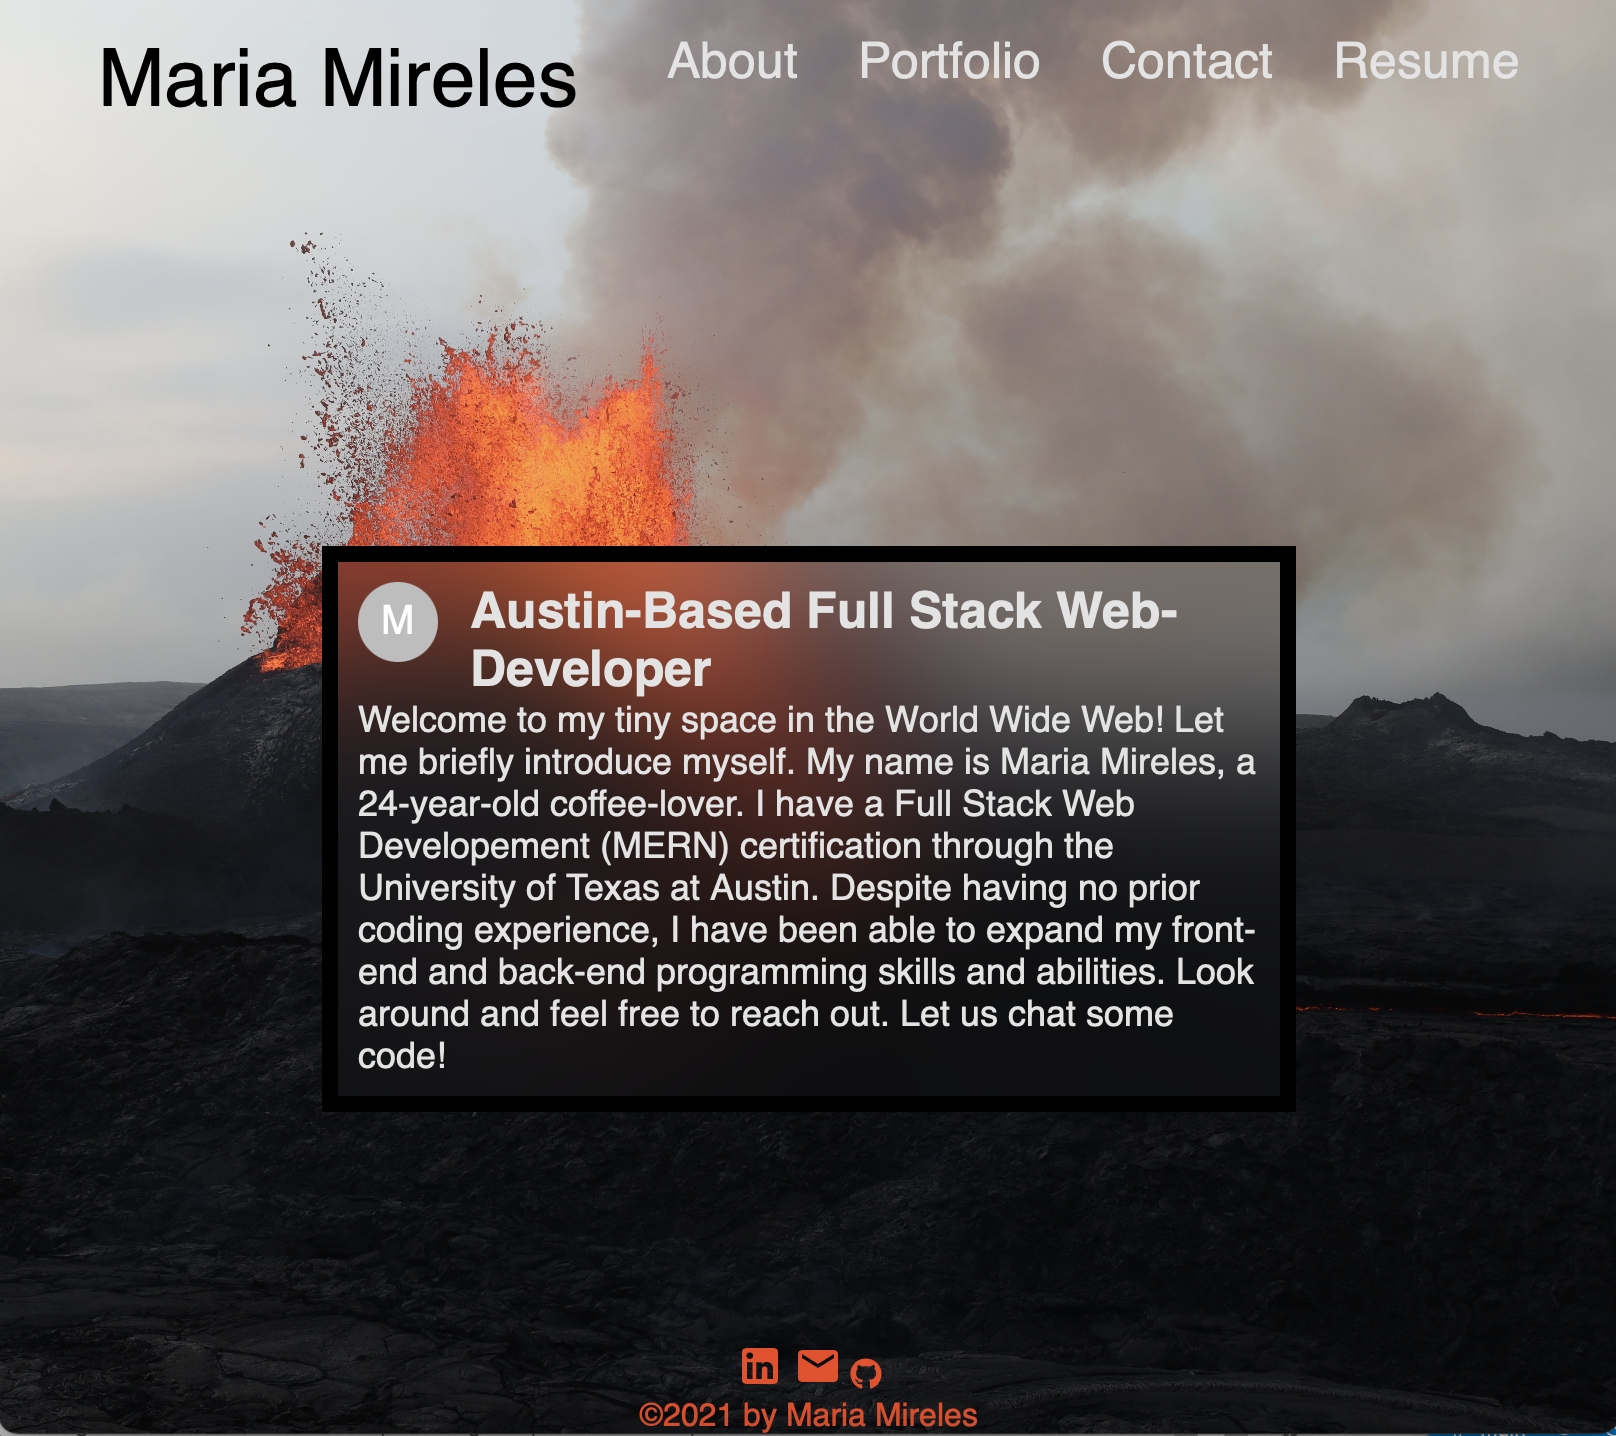 Maria Mireles
About Portfolio Contact Resume
M
Austin-Based Full Stack Web-
Developer
Welcome to my tiny space in the World Wide Web! Let
me briefly introduce myself. My name is Maria Mireles, a
24-year-old coffee-lover. I have a Full Stack Web
Developement (MERN) certification through the
University of Texas at Austin. Despite having no prior
coding experience, I have been able to expand my front-
end and back-end programming skills and abilities. Look
around and feel free to reach out. Let us chat some
code!
in
©2021 by Maria Mireles